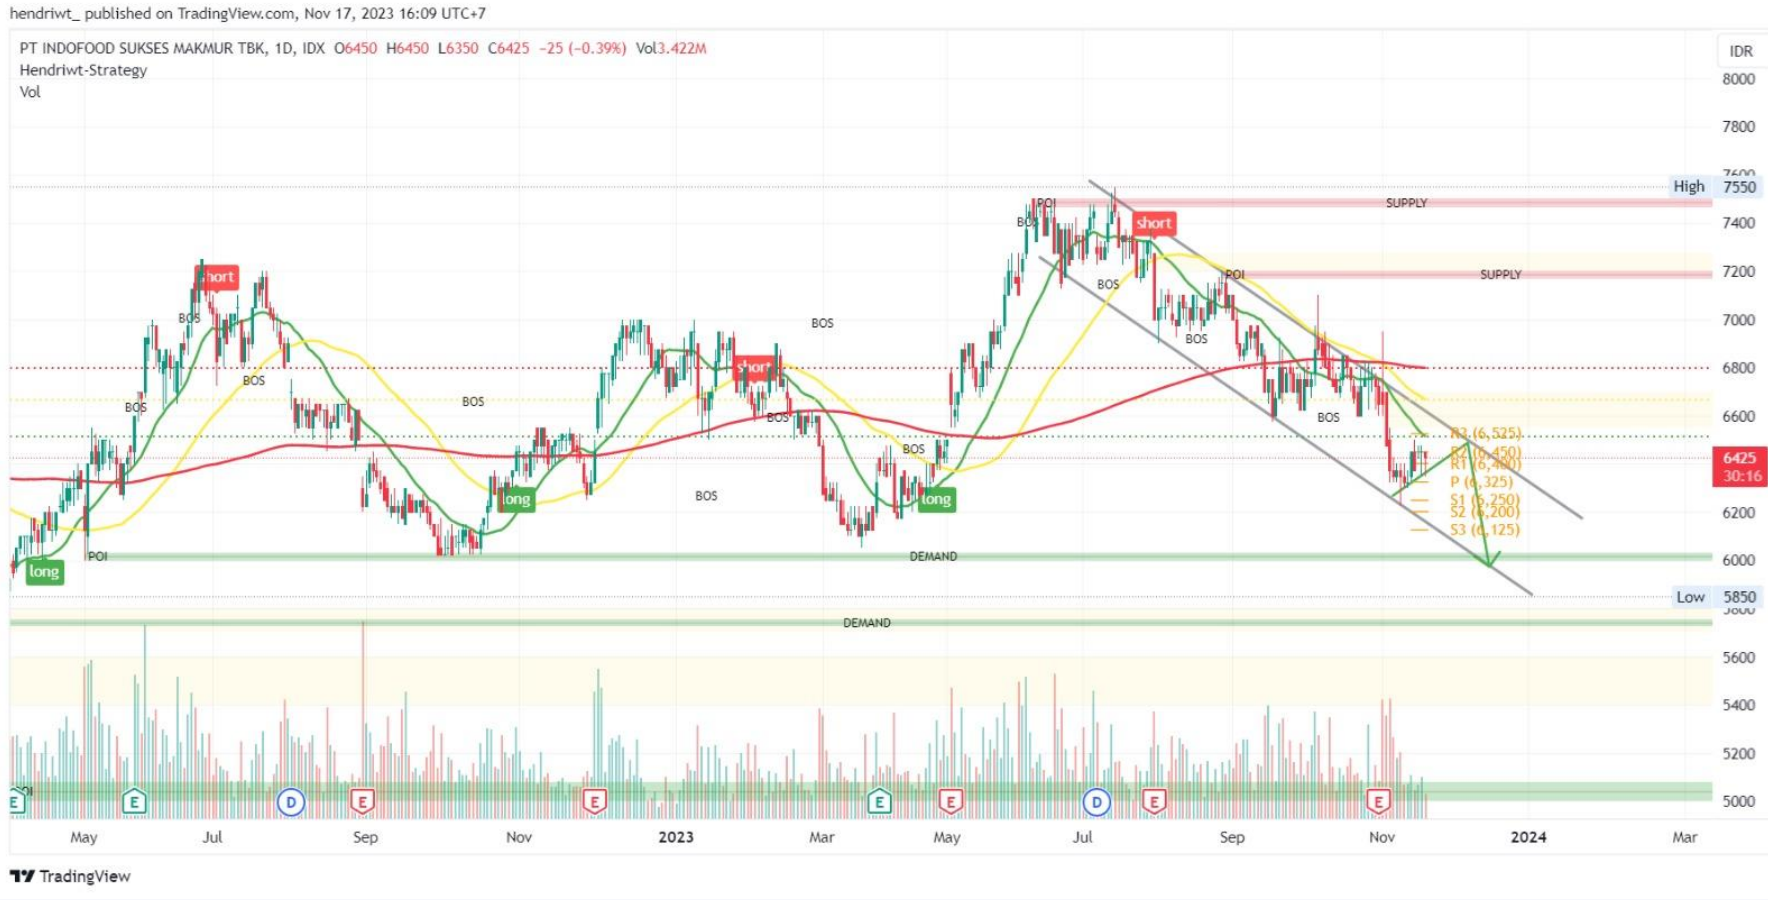 hendriwt_ published on TradingView.com, Nov 17, 2023 16:09 UTC+7
PT INDOFOOD SUKSES MAKMUR TBK, 1D, IDX O6450 H6450 L6350 C6425 −25 (−0.39%) Vol3.422M
Hendriwt-Strategy
Vol
IDR
8000
7800
7600
High 7550
POI SUPPLY
BOS short 7400
short POI SUPPLY 7200
BOS
BOS BOS 7000
BOS
short 6800
BOS
BOS BOS
BOS BOS 6600
R3 (6,525)
BOS R2 (6,450)
6425
30:16
R1 (6,400)
P (6,325)
long BOS long S1 (6,250)
S2 (6,200) 6200
S3 (6,125)
POI DEMAND 6000
long
Low 5850
5800
DEMAND
5600
5400
5200
POI
E E D E E E E D E E 5000
May Jul Sep Nov 2023 Mar May Jul Sep Nov 2024 Mar
TradingView